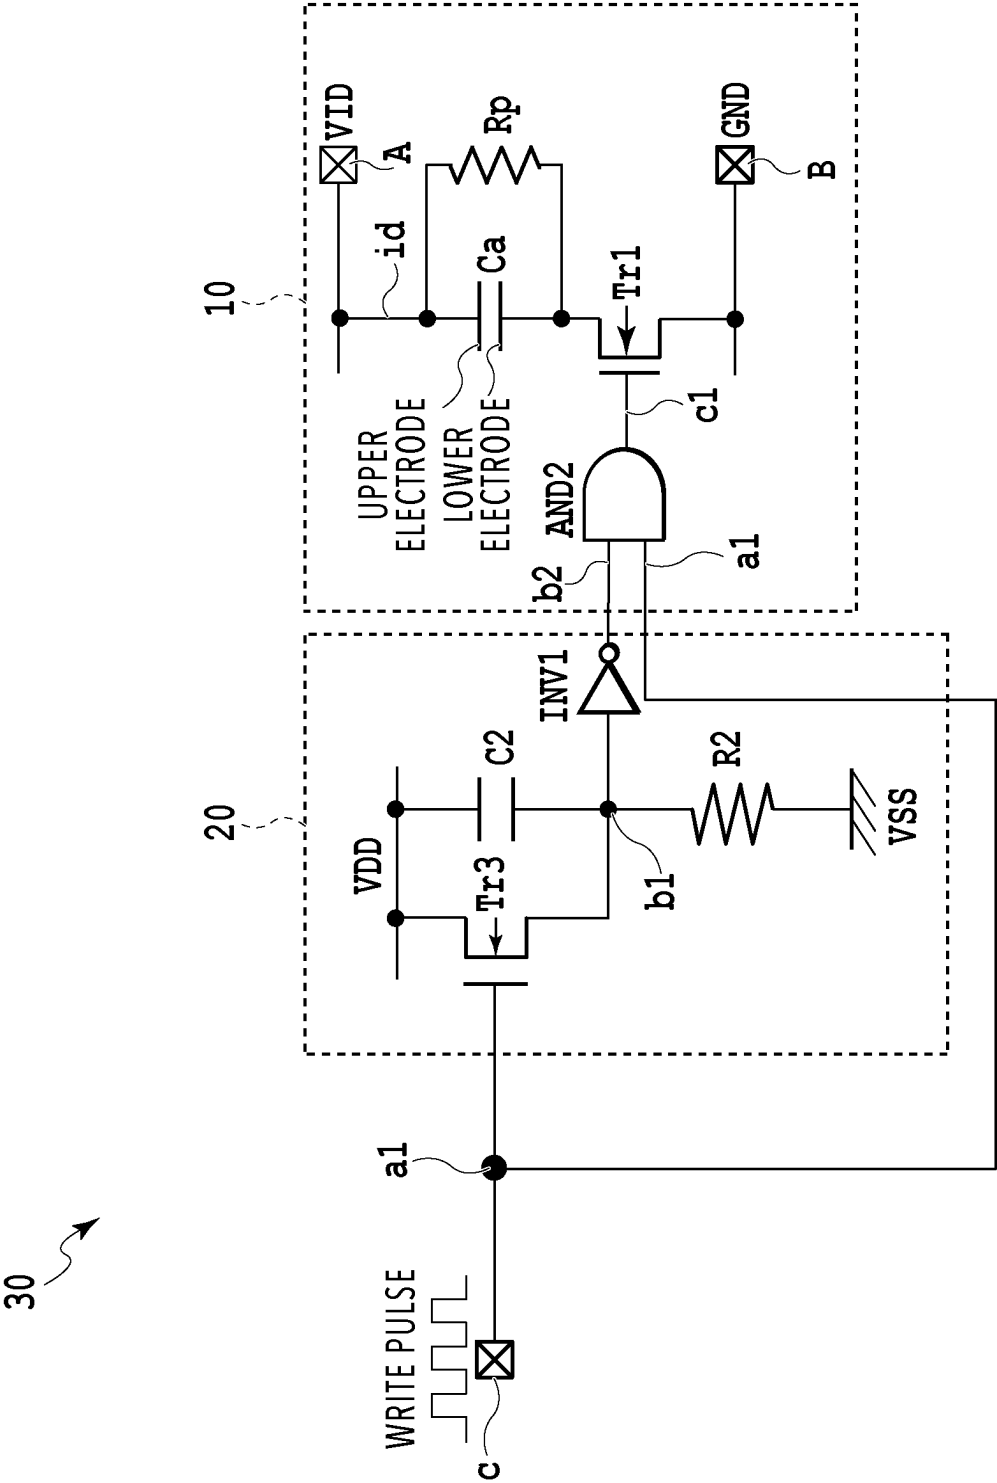 30
WRITE PULSE
c
a1
20
VDD
Tr3
C2
b1
R2
VSS
INV1
10
b2
a1
AND2
UPPER
ELECTRODE
LOWER
ELECTRODE
c1
id
Ca
Tr1
Rp
VID
A
GND
B